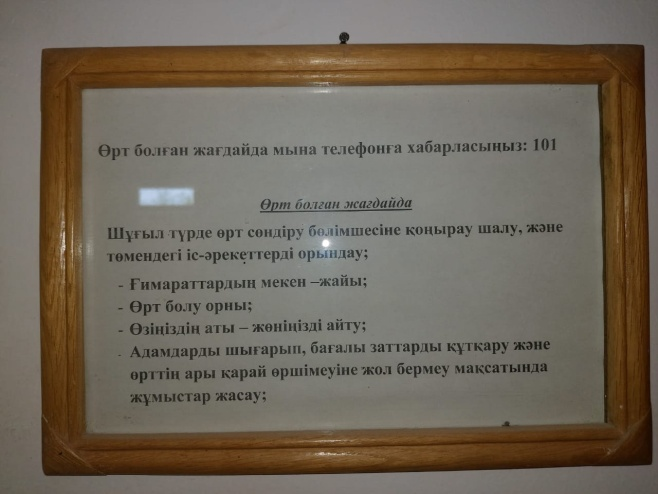 Өрт болған жағдайда мына телефонға хабарласыңыз: 101
Өрт болған жағдайда
Шұғыл түрде өрт сөндіру бөлімшесіне қоңырау шалу, және
төмендегі іс-әрекеттерді орындау;
- Ғимараттардың мекен –жайы;
- Өрт болу орны;
- Өзіңіздің аты – жөніңізді айту;
- Адамдарды шығарып, бағалы заттарды құтқару және
өрттің ары қарай өршімеуіне жол бермеу мақсатында
жұмыстар жасау;